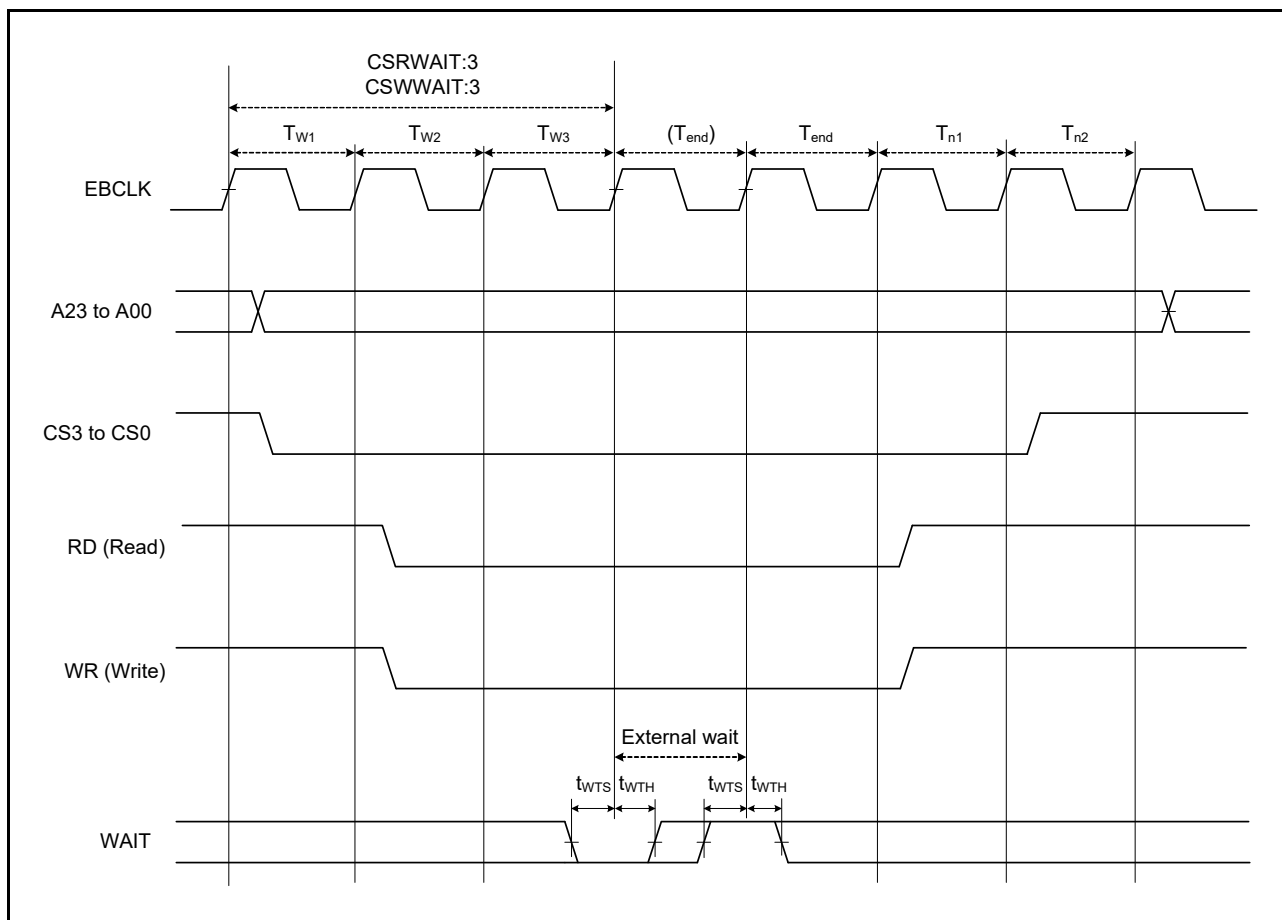 CSRWAIT:3
CSWWAIT:3
TW1 TW2 TW3 (Tend) Tend Tn1 Tn2
EBCLK
A23 to A00
CS3 to CS0
RD (Read)
WR (Write)
External wait
tWTS tWTH tWTS tWTH
WAIT